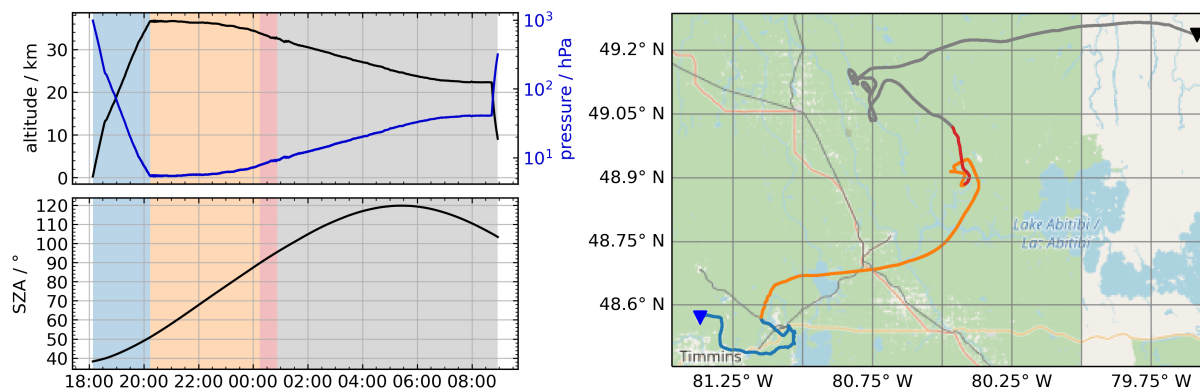 altitude / km
30
20
10
0
10³
10²
10¹
pressure / hPa
SZA / °
120
110
100
90
80
70
60
50
40
18:00 20:00 22:00 00:00 02:00 04:00 06:00 08:00
49.2° N
49.05° N
48.9° N
48.75° N
48.6° N
Lake Abitibi /
Lac Abitibi
Timmins
81.25° W 80.75° W 80.25° W 79.75° W